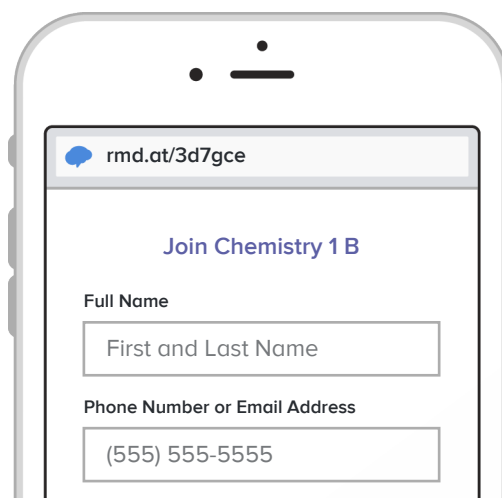 rmd.at/3d7gce
Join Chemistry 1 B
Full Name
First and Last Name
Phone Number or Email Address
(555) 555-5555